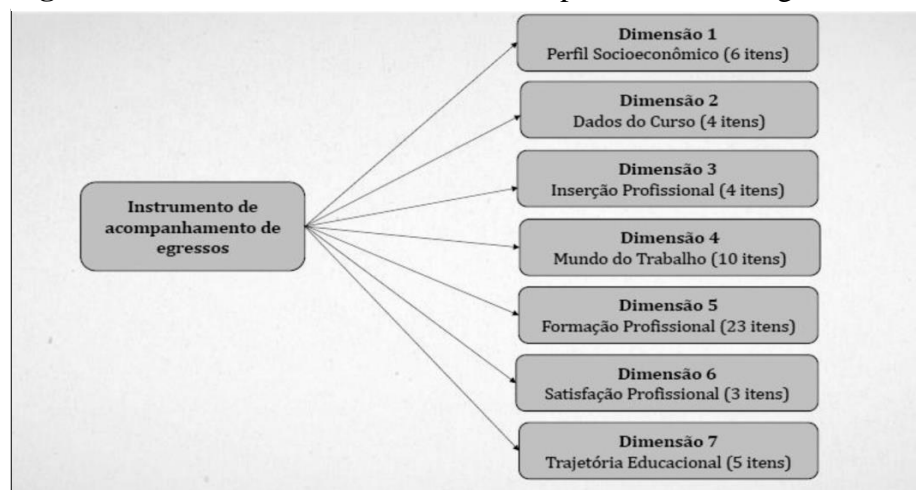 Instrumento de
acompanhamento de
egressos
Dimensão 1
Perfil Socioeconômico (6 itens)
Dimensão 2
Dados do Curso (4 itens)
Dimensão 3
Inserção Profissional (4 itens)
Dimensão 4
Mundo do Trabalho (10 itens)
Dimensão 5
Formação Profissional (23 itens)
Dimensão 6
Satisfação Profissional (3 itens)
Dimensão 7
Trajetória Educacional (5 itens)